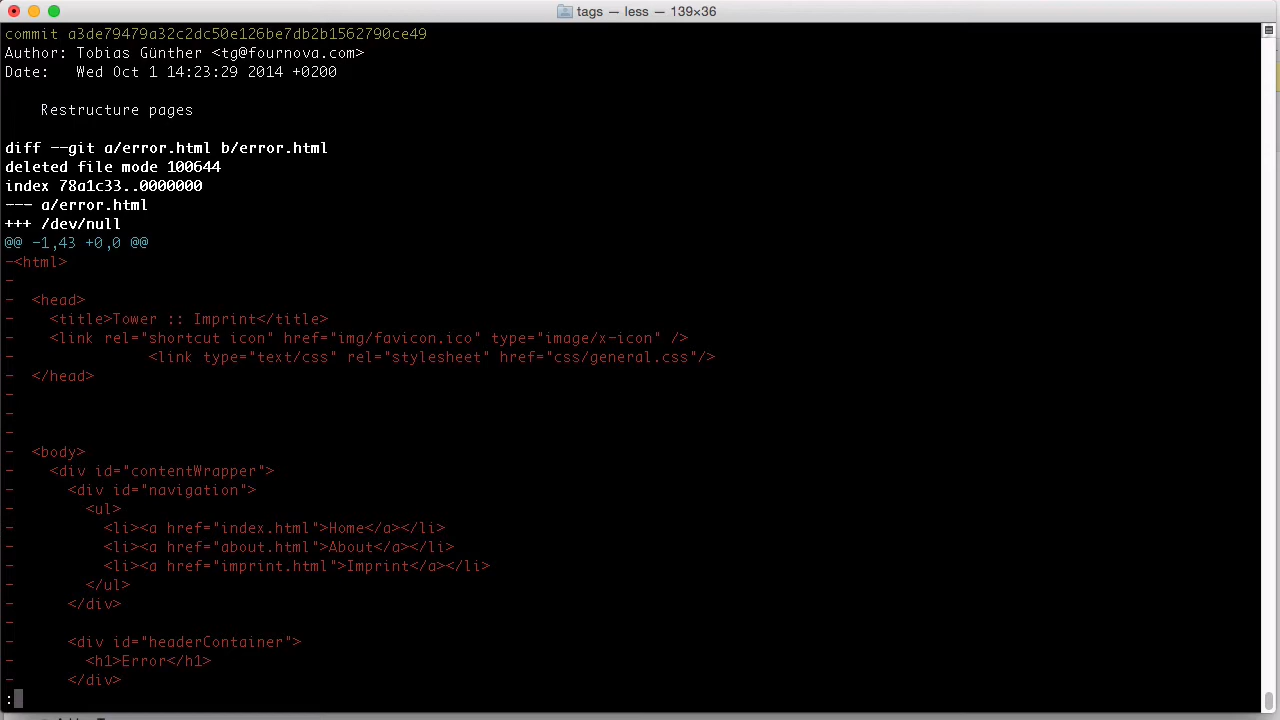 tags — less — 139×36
commit a3de79479a32c2dc50e126be7db2b1562790ce49
Author: Tobias Günther <tg@fournova.com>
Date:   Wed Oct 1 14:23:29 2014 +0200
    Restructure pages
diff --git a/error.html b/error.html
deleted file mode 100644
index 78a1c33..0000000
--- a/error.html
+++ /dev/null
@@ -1,43 +0,0 @@
-<html>
-
-  <head>
-    <title>Tower :: Imprint</title>
-    <link rel="shortcut icon" href="img/favicon.ico" type="image/x-icon" />
-               <link type="text/css" rel="stylesheet" href="css/general.css"/>
-  </head>
-
-
-
-  <body>
-    <div id="contentWrapper">
-      <div id="navigation">
-        <ul>
-          <li><a href="index.html">Home</a></li>
-          <li><a href="about.html">About</a></li>
-          <li><a href="imprint.html">Imprint</a></li>
-        </ul>
-      </div>
-
-      <div id="headerContainer">
-        <h1>Error</h1>
-      </div>
: